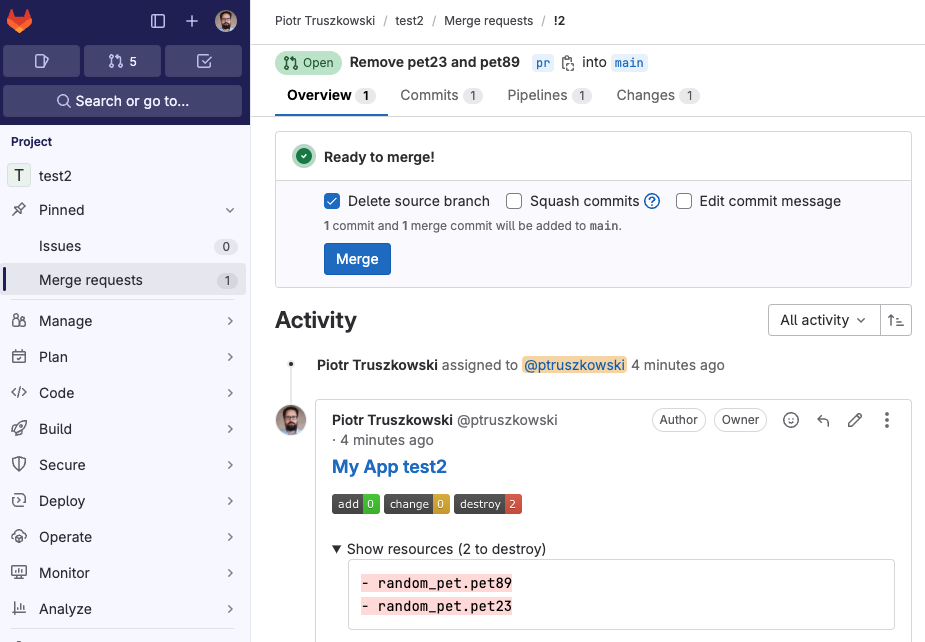 Piotr Truszkowski / test2 / Merge requests / !2
5
Search or go to...
Project
T test2
Pinned
Issues 0
Merge requests 1
Manage
Plan
Code
Build
Secure
Deploy
Operate
Monitor
Analyze
Open Remove pet23 and pet89 pr into main
Overview 1 Commits 1 Pipelines 1 Changes 1
Ready to merge!
Delete source branch Squash commits ? Edit commit message
1 commit and 1 merge commit will be added to main.
Merge
Activity All activity
Piotr Truszkowski assigned to @ptruszkowski 4 minutes ago
Piotr Truszkowski @ptruszkowski Author Owner
· 4 minutes ago
My App test2
add 0 change 0 destroy 2
▼ Show resources (2 to destroy)
- random_pet.pet89
- random_pet.pet23